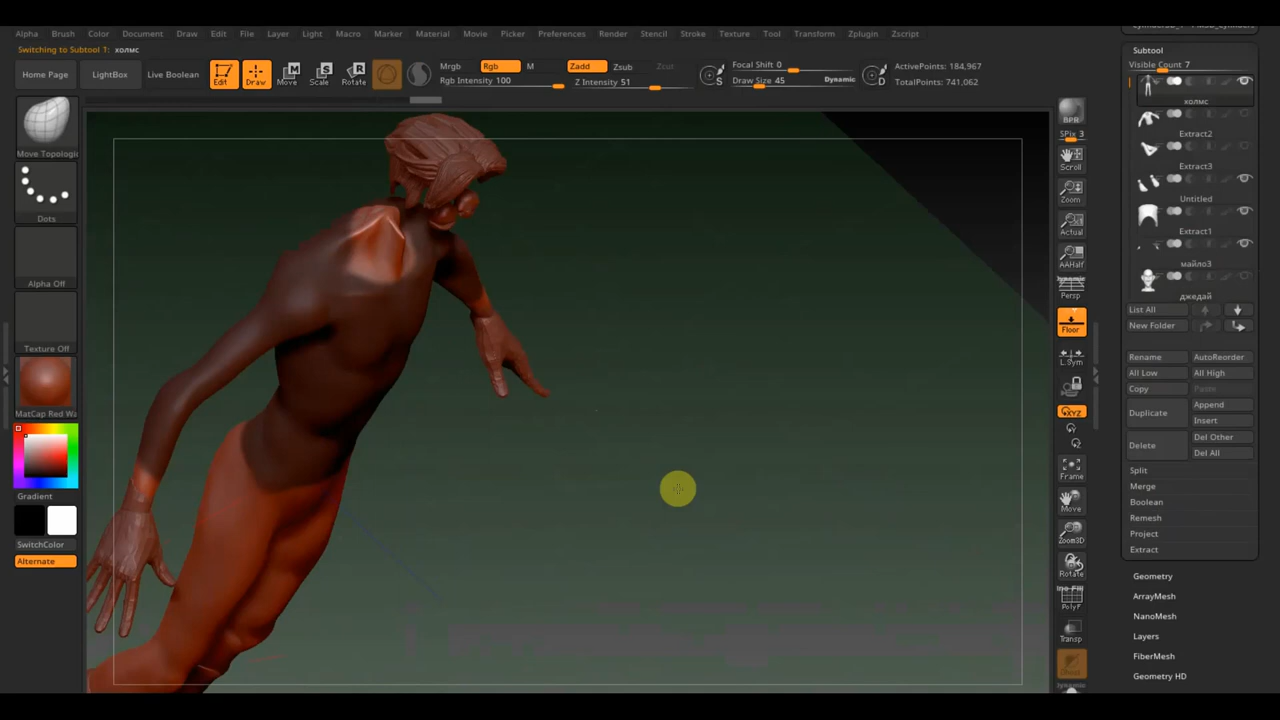 Alpha Brush Color Document Draw Edit File Layer Light Macro Marker Material Movie Picker Preferences Render Stencil Stroke Texture Tool Transform Zplugin Zscript
Switching to Subtool 7: холмс
Home Page
LightBox
Live Boolean
Edit
Draw
Move
Scale
Rotate
Mrgb
Rgb
M
Rgb Intensity 100
Zadd
Zsub
Zcut
Z Intensity 51
Focal Shift 0
Draw Size 45
Dynamic
ActivePoints: 184,967
TotalPoints: 741,062
Move Topologic
Dots
Alpha Off
Texture Off
MatCap Red Wa
Gradient
SwitchColor
Alternate
BPR
SPix 3
Scroll
Zoom
Actual
AAHalf
Dynamic
Persp
Floor
L.Sym
XYZ
Frame
Move
Zoom3D
Rotate
PolyF
Transp
Dynamic
Subtool
Visible Count 7
холмс
Extract2
Extract3
Untitled
Extract1
майло3
джедай
List All
New Folder
Rename
AutoReorder
All Low
All High
Copy
Paste
Duplicate
Append
Insert
Delete
Del Other
Del All
Split
Merge
Boolean
Remesh
Project
Extract
Geometry
ArrayMesh
NanoMesh
Layers
FiberMesh
Geometry HD